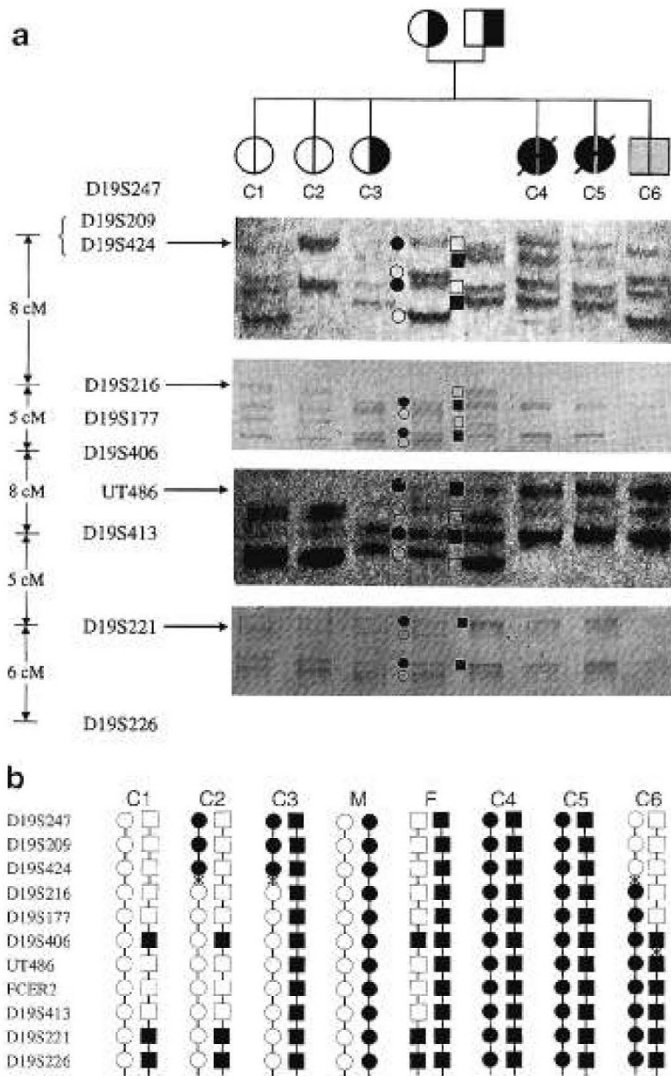 a
C1 C2 C3 C4 C5 C6
D19S247
D19S209
D19S424
8 cM
D19S216
5 cM
D19S177
D19S406
8 cM
UT486
D19S413
5 cM
D19S221
6 cM
D19S226
b
C1 C2 C3 M F C4 C5 C6
D19S247
D19S209
D19S424
D19S216
D19S177
D19S406
UT486
FCER2
D19S413
D19S221
D19S226